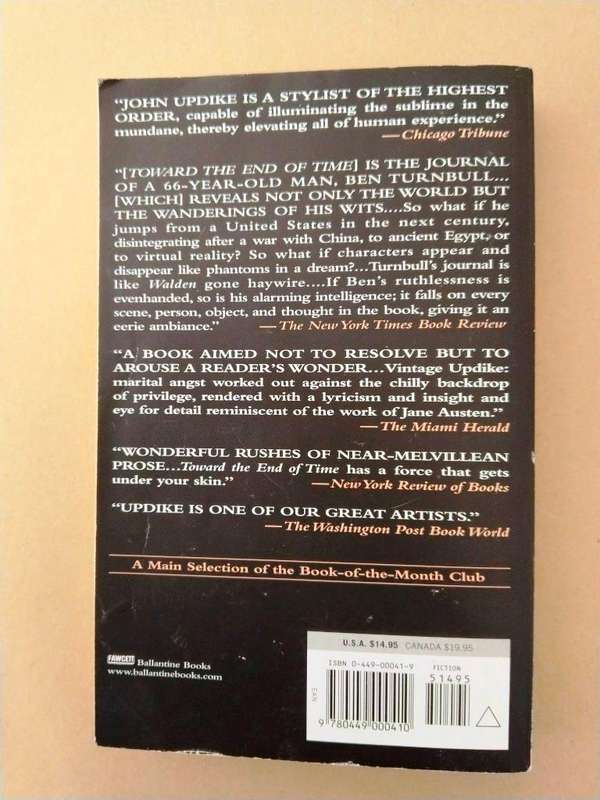 “JOHN UPDIKE IS A STYLIST OF THE HIGHEST
ORDER, capable of illuminating the sublime in the
mundane, thereby elevating all of human experience.”
—Chicago Tribune
“[TOWARD THE END OF TIME] IS THE JOURNAL
OF A 66-YEAR-OLD MAN, BEN TURNBULL...
[WHICH] REVEALS NOT ONLY THE WORLD BUT
THE WANDERINGS OF HIS WITS....So what if he
jumps from a United States in the next century,
disintegrating after a war with China, to ancient Egypt, or
to virtual reality? So what if characters appear and
disappear like phantoms in a dream?...Turnbull’s journal is
like Walden gone haywire....If Ben’s ruthlessness is
evenhanded, so is his alarming intelligence; it falls on every
scene, person, object, and thought in the book, giving it an
eerie ambiance.” —The New York Times Book Review
“A BOOK AIMED NOT TO RESOLVE BUT TO
AROUSE A READER’S WONDER...Vintage Updike:
marital angst worked out against the chilly backdrop
of privilege, rendered with a lyricism and insight and
eye for detail reminiscent of the work of Jane Austen.”
—The Miami Herald
“WONDERFUL RUSHES OF NEAR-MELVILLEAN
PROSE...Toward the End of Time has a force that gets
under your skin.” —New York Review of Books
“UPDIKE IS ONE OF OUR GREAT ARTISTS.”
—The Washington Post Book World
A Main Selection of the Book-of-the-Month Club
U.S.A. $14.95 CANADA $19.95
ISBN 0-449-00041-9 FICTION
51495
EAN
9 780449 000410
FAWCETT Ballantine Books
www.ballantinebooks.com